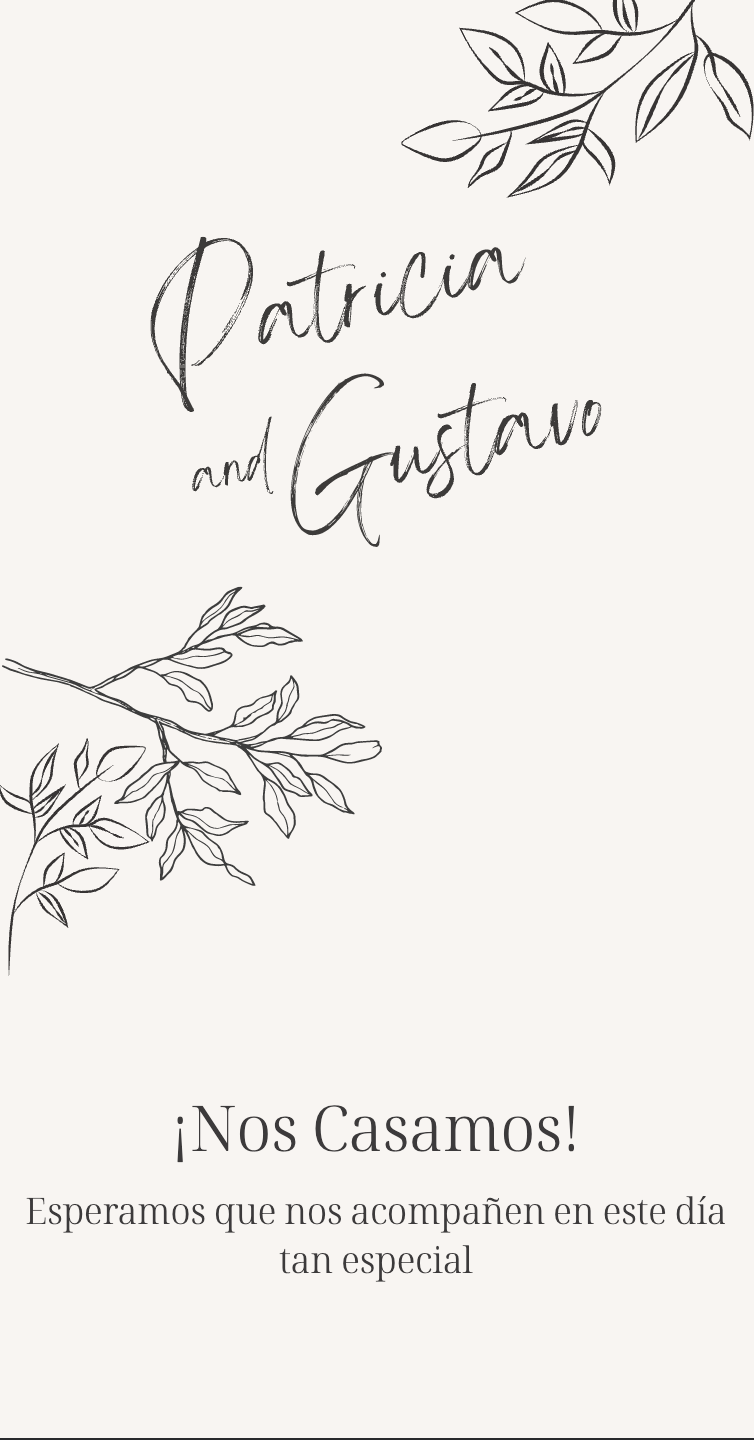 Patricia
and Gustavo
¡Nos Casamos!
Esperamos que nos acompañen en este día
tan especial